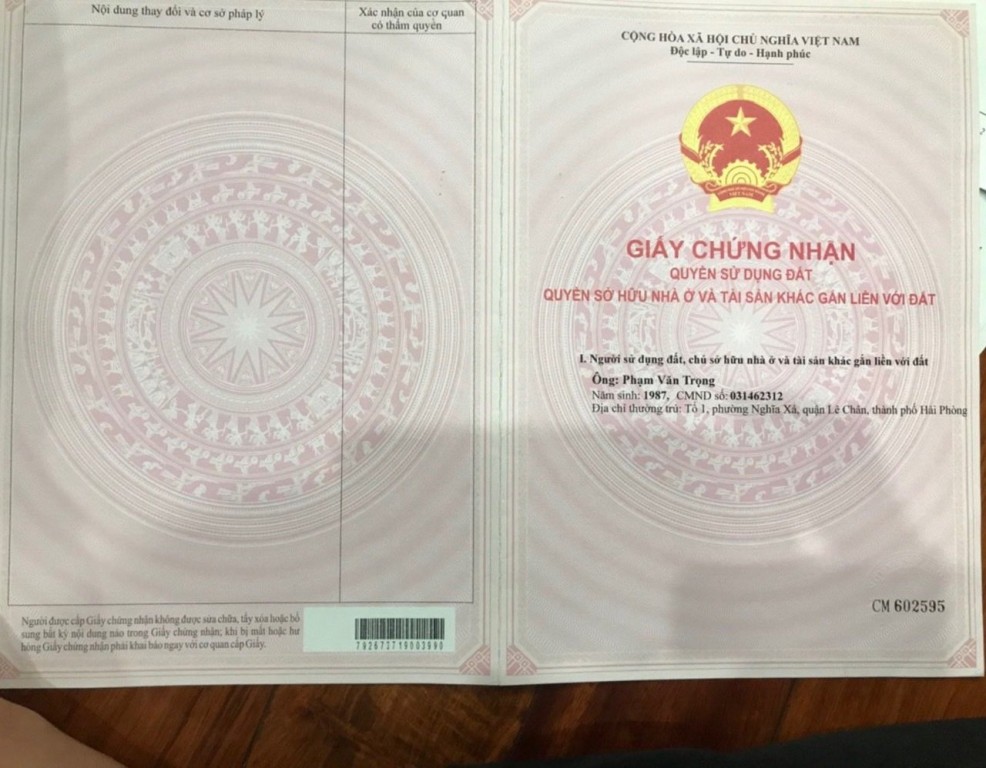 Nội dung thay đổi và cơ sở pháp lý
Xác nhận của cơ quan
có thẩm quyền
Người được cấp Giấy chứng nhận không được sửa chữa, tẩy xóa hoặc bổ
sung bất kỳ nội dung nào trong Giấy chứng nhận; khi bị mất hoặc hư
hỏng Giấy chứng nhận phải khai báo ngay với cơ quan cấp Giấy.
CỘNG HÒA XÃ HỘI CHỦ NGHĨA VIỆT NAM
Độc lập - Tự do - Hạnh phúc
GIẤY CHỨNG NHẬN
QUYỀN SỬ DỤNG ĐẤT
QUYỀN SỞ HỮU NHÀ Ở VÀ TÀI SẢN KHÁC GẮN LIỀN VỚI ĐẤT
I. Người sử dụng đất, chủ sở hữu nhà ở và tài sản khác gắn liền với đất
Ông: Phạm Văn Trọng
Năm sinh: 1987, CMND số: 031462312
Địa chỉ thường trú: Tổ 1, phường Nghĩa Xá, quận Lê Chân, thành phố Hải Phòng
CM 602595